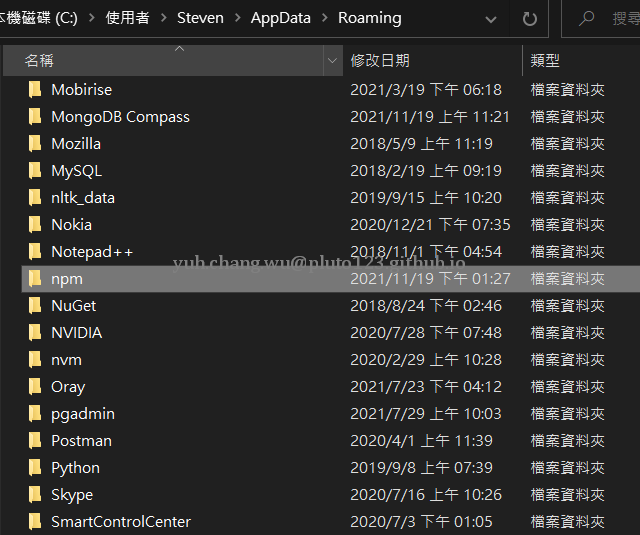 本機磁碟 (C:) › 使用者 › Steven › AppData › Roaming 搜尋
名稱 修改日期 類型
Mobirise 2021/3/19 下午 06:18 檔案資料夾
MongoDB Compass 2021/11/19 上午 11:21 檔案資料夾
Mozilla 2018/5/9 上午 11:19 檔案資料夾
MySQL 2018/2/19 上午 09:19 檔案資料夾
nltk_data 2019/9/15 上午 10:20 檔案資料夾
Nokia 2020/12/21 下午 07:35 檔案資料夾
Notepad++ 2018/11/1 下午 04:54 檔案資料夾
yuh.chang.wu@pluto123.github.io
npm 2021/11/19 下午 01:27 檔案資料夾
NuGet 2018/8/24 下午 02:46 檔案資料夾
NVIDIA 2020/7/28 下午 07:48 檔案資料夾
nvm 2020/2/29 上午 10:28 檔案資料夾
Oray 2021/7/23 下午 04:12 檔案資料夾
pgadmin 2021/7/29 上午 10:03 檔案資料夾
Postman 2020/4/1 上午 11:39 檔案資料夾
Python 2019/9/8 上午 07:39 檔案資料夾
Skype 2020/7/16 上午 10:26 檔案資料夾
SmartControlCenter 2020/7/3 下午 01:05 檔案資料夾